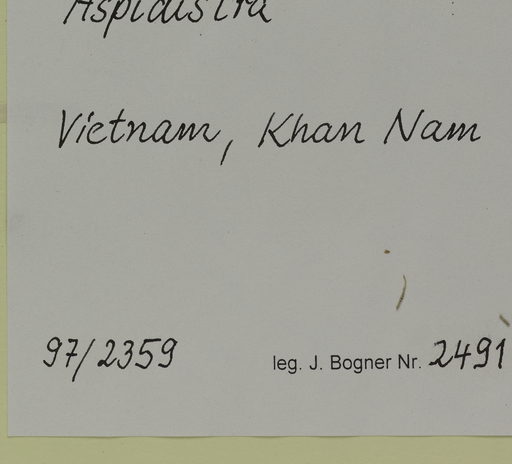 Aspidistra
Vietnam, Khan Nam
97/2359
leg. J. Bogner Nr. 2491